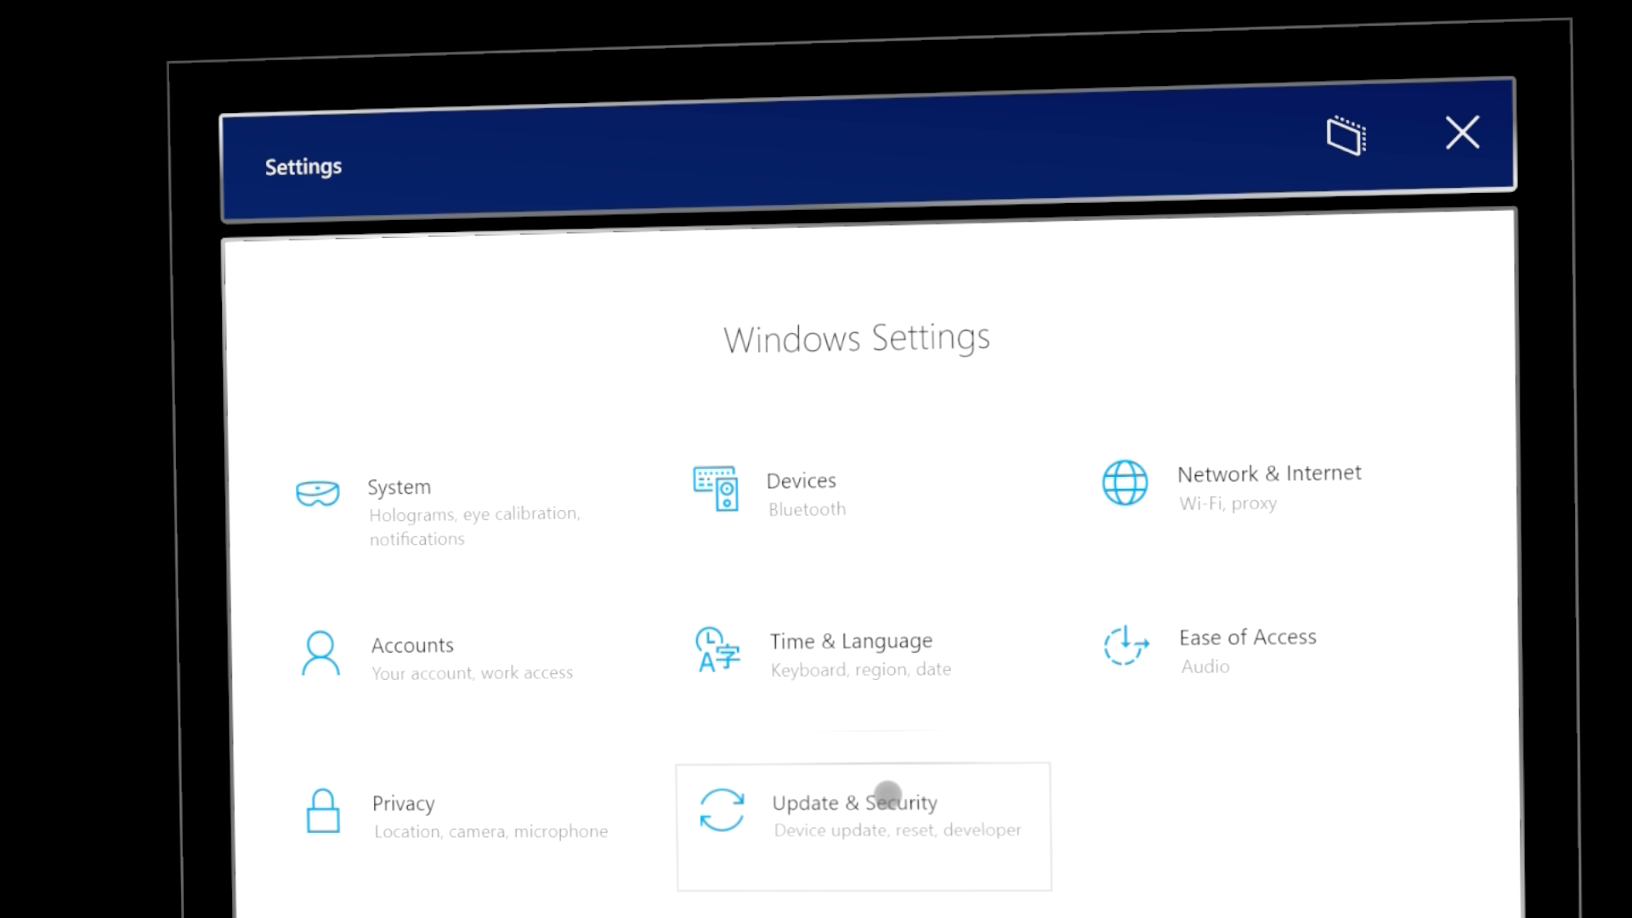 Settings
Windows Settings
System
Holograms, eye calibration,
notifications
Devices
Bluetooth
Network & Internet
Wi-Fi, proxy
Accounts
Your account, work access
Time & Language
Keyboard, region, date
Ease of Access
Audio
Privacy
Location, camera, microphone
Update & Security
Device update, reset, developer